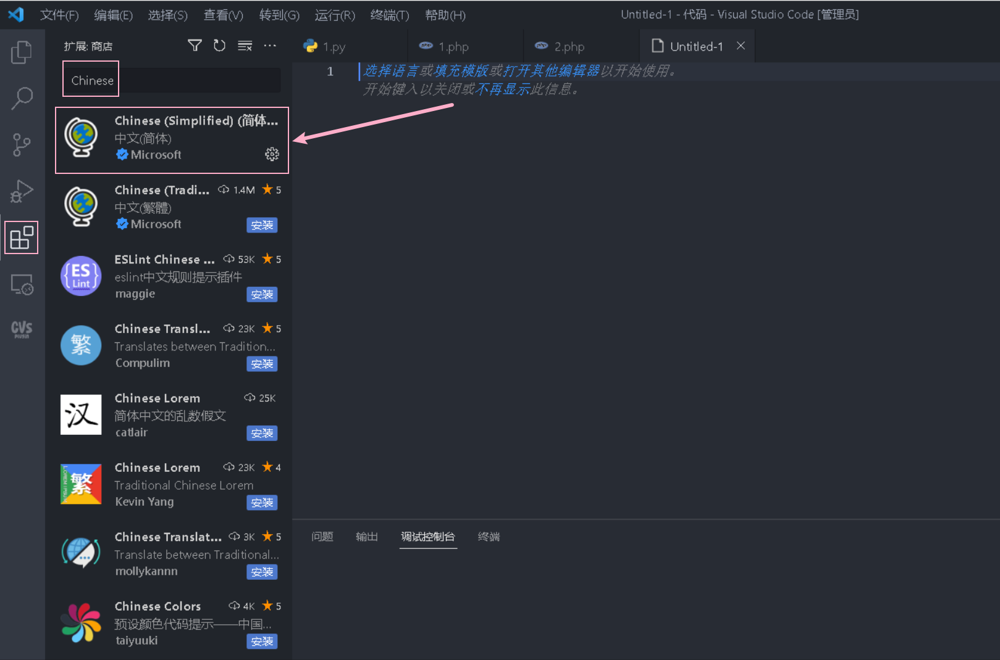 文件(F) 编辑(E) 选择(S) 查看(V) 转到(G) 运行(R) 终端(T) 帮助(H) Untitled-1 - 代码 - Visual Studio Code [管理员]
扩展: 商店
1.py 1.php 2.php Untitled-1
Chinese
1 选择语言或填充模版或打开其他编辑器以开始使用。
开始键入以关闭或不再显示此信息。
Chinese (Simplified) (简体...
中文(简体)
Microsoft
Chinese (Tradi... 1.4M 5
中文(繁體)
Microsoft 安装
ESLint Chinese ... 53K 5
{ES
Lint}
eslint中文规则提示插件
maggie 安装
Chinese Transl... 23K 5
繁
Translates between Tradition...
Compulim 安装
Chinese Lorem 25K
汉
简体中文的乱数假文
catlair 安装
Chinese Lorem 23K 4
LOREM IPSUM
繁
Traditional Chinese Lorem
Kevin Yang 安装
Chinese Translat... 3K 5
Translate between Traditional...
mollykannn 安装
Chinese Colors 4K 5
预设颜色代码提示——中国...
taiyuuki 安装
CVS
PLUGIN
问题 输出 调试控制台 终端